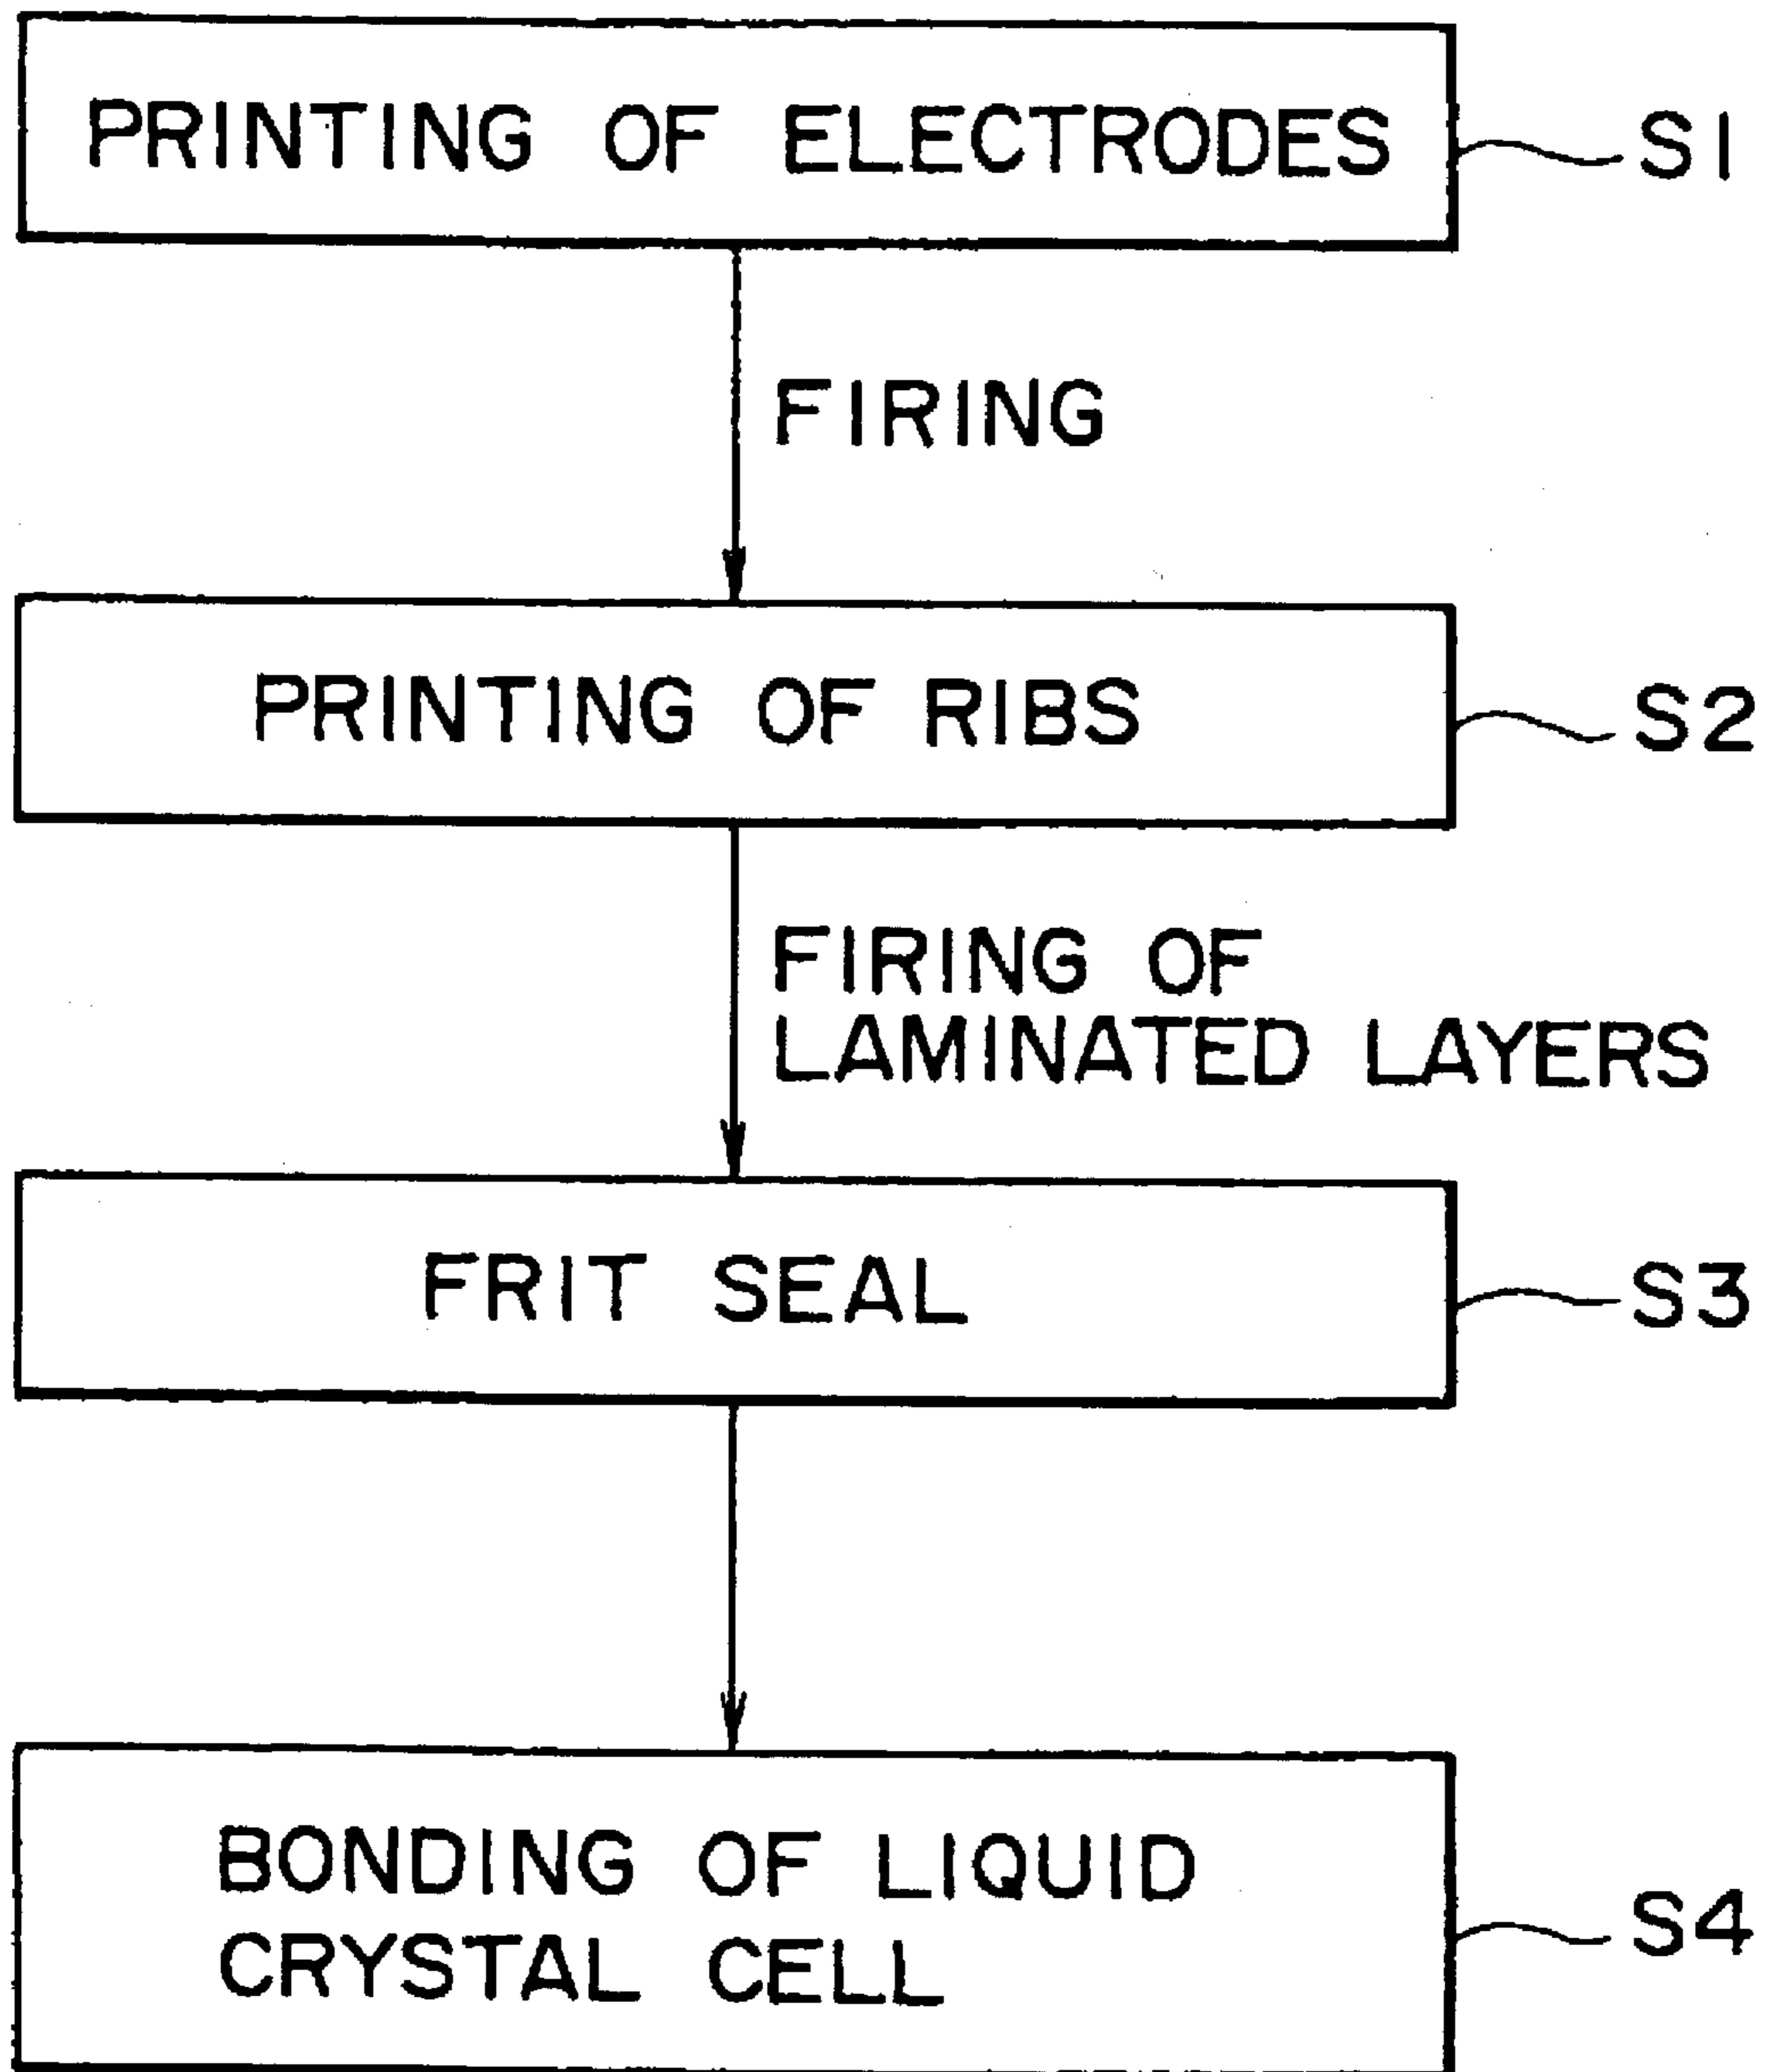 PRINTING OF ELECTRODES
S1
FIRING
PRINTING OF RIBS
S2
FIRING OF
LAMINATED LAYERS
FRIT SEAL
S3
BONDING OF LIQUID
CRYSTAL CELL
S4